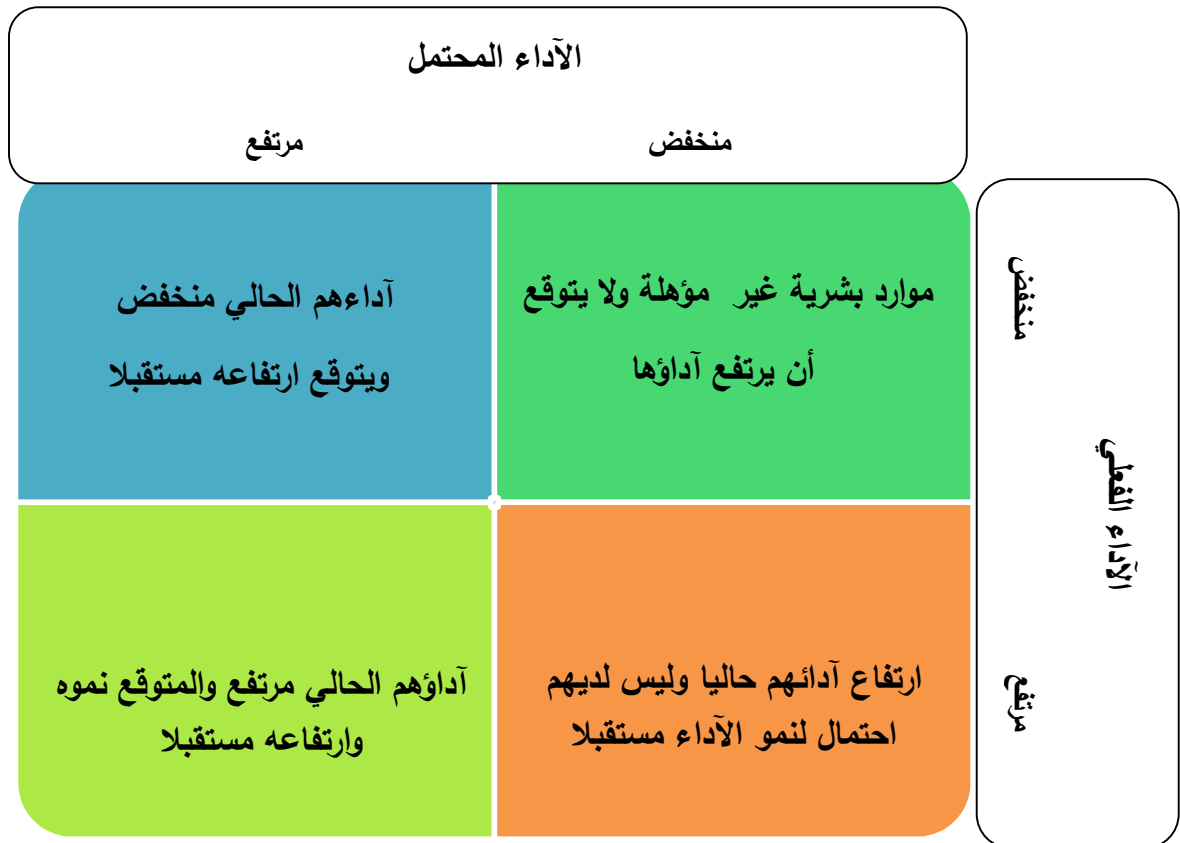 الآداء المحتمل
منخفض
مرتفع
موارد بشرية غير مؤهلة ولا يتوقع
أن يرتفع آداؤها
آداءهم الحالي منخفض
ويتوقع ارتفاعه مستقبلا
منخفض
الآداء الفعلي
مرتفع
ارتفاع آدائهم حاليا وليس لديهم
احتمال لنمو الآداء مستقبلا
آداؤهم الحالي مرتفع والمتوقع نموه
وارتفاعه مستقبلا